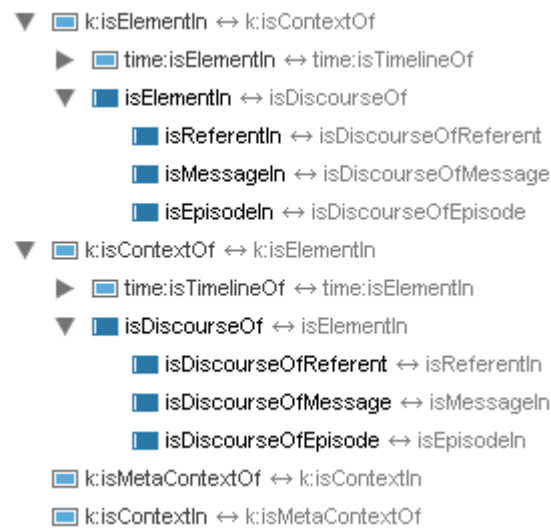 k:isElementIn ↔ k:isContextOf
time:isElementIn ↔ time:isTimelineOf
isElementIn ↔ isDiscourseOf
isReferentIn ↔ isDiscourseOfReferent
isMessageIn ↔ isDiscourseOfMessage
isEpisodeIn ↔ isDiscourseOfEpisode
k:isContextOf ↔ k:isElementIn
time:isTimelineOf ↔ time:isElementIn
isDiscourseOf ↔ isElementIn
isDiscourseOfReferent ↔ isReferentIn
isDiscourseOfMessage ↔ isMessageIn
isDiscourseOfEpisode ↔ isEpisodeIn
k:isMetaContextOf ↔ k:isContextIn
k:isContextIn ↔ k:isMetaContextOf